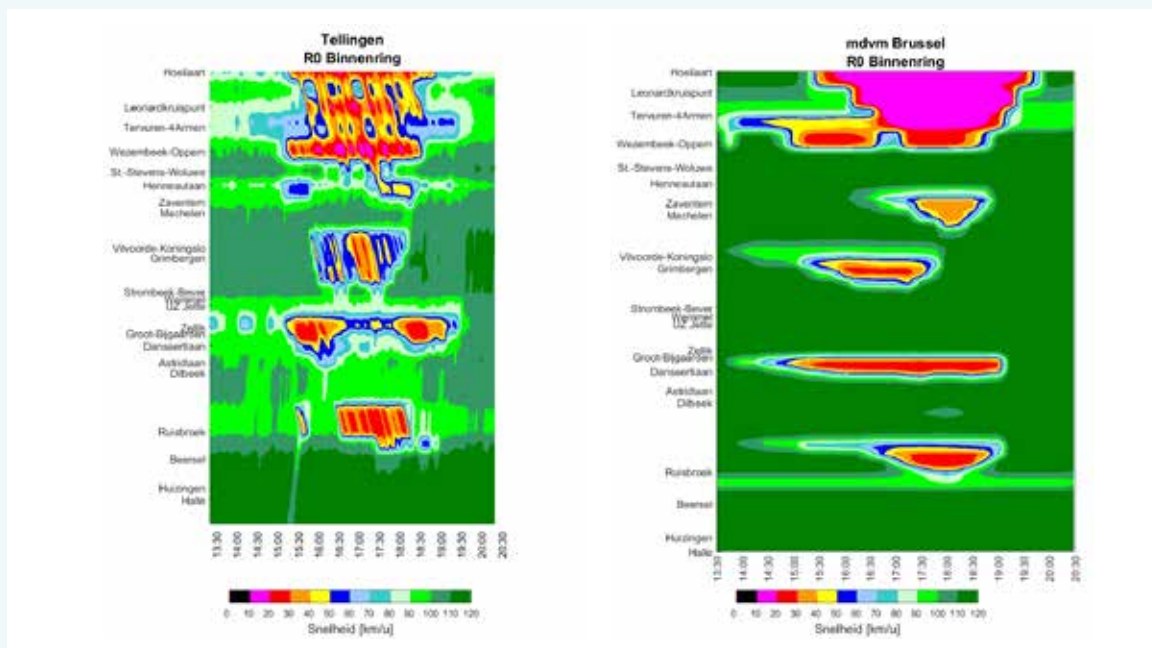 Tellingen
R0 Binnenring
Hoeilaart
Leonardkruispunt
Tervuren-4Armen
Wezembeek-Oppem
St.-Stevens-Woluwe
Henneaulaan
Zaventem
Machelen
Vilvoorde-Koningslo
Grimbergen
Strombeek-Bever
Wemmel
UZ Jette
Zellik
Groot-Bijgaarden
Dansaertlaan
Astridlaan
Dilbeek
Ruisbroek
Beersel
Huizingen
Halle
13:30 14:00 14:30 15:00 15:30 16:00 16:30 17:00 17:30 18:00 18:30 19:00 19:30 20:00 20:30
0 10 20 30 40 50 60 70 80 90 100 110 120
Snelheid [km/u]
mdvm Brussel
R0 Binnenring
Hoeilaart
Leonardkruispunt
Tervuren-4Armen
Wezembeek-Oppem
St.-Stevens-Woluwe
Henneaulaan
Zaventem
Machelen
Vilvoorde-Koningslo
Grimbergen
Strombeek-Bever
Wemmel
UZ Jette
Zellik
Groot-Bijgaarden
Dansaertlaan
Astridlaan
Dilbeek
Ruisbroek
Beersel
Huizingen
Halle
13:30 14:00 14:30 15:00 15:30 16:00 16:30 17:00 17:30 18:00 18:30 19:00 19:30 20:00 20:30
0 10 20 30 40 50 60 70 80 90 100 110 120
Snelheid [km/u]